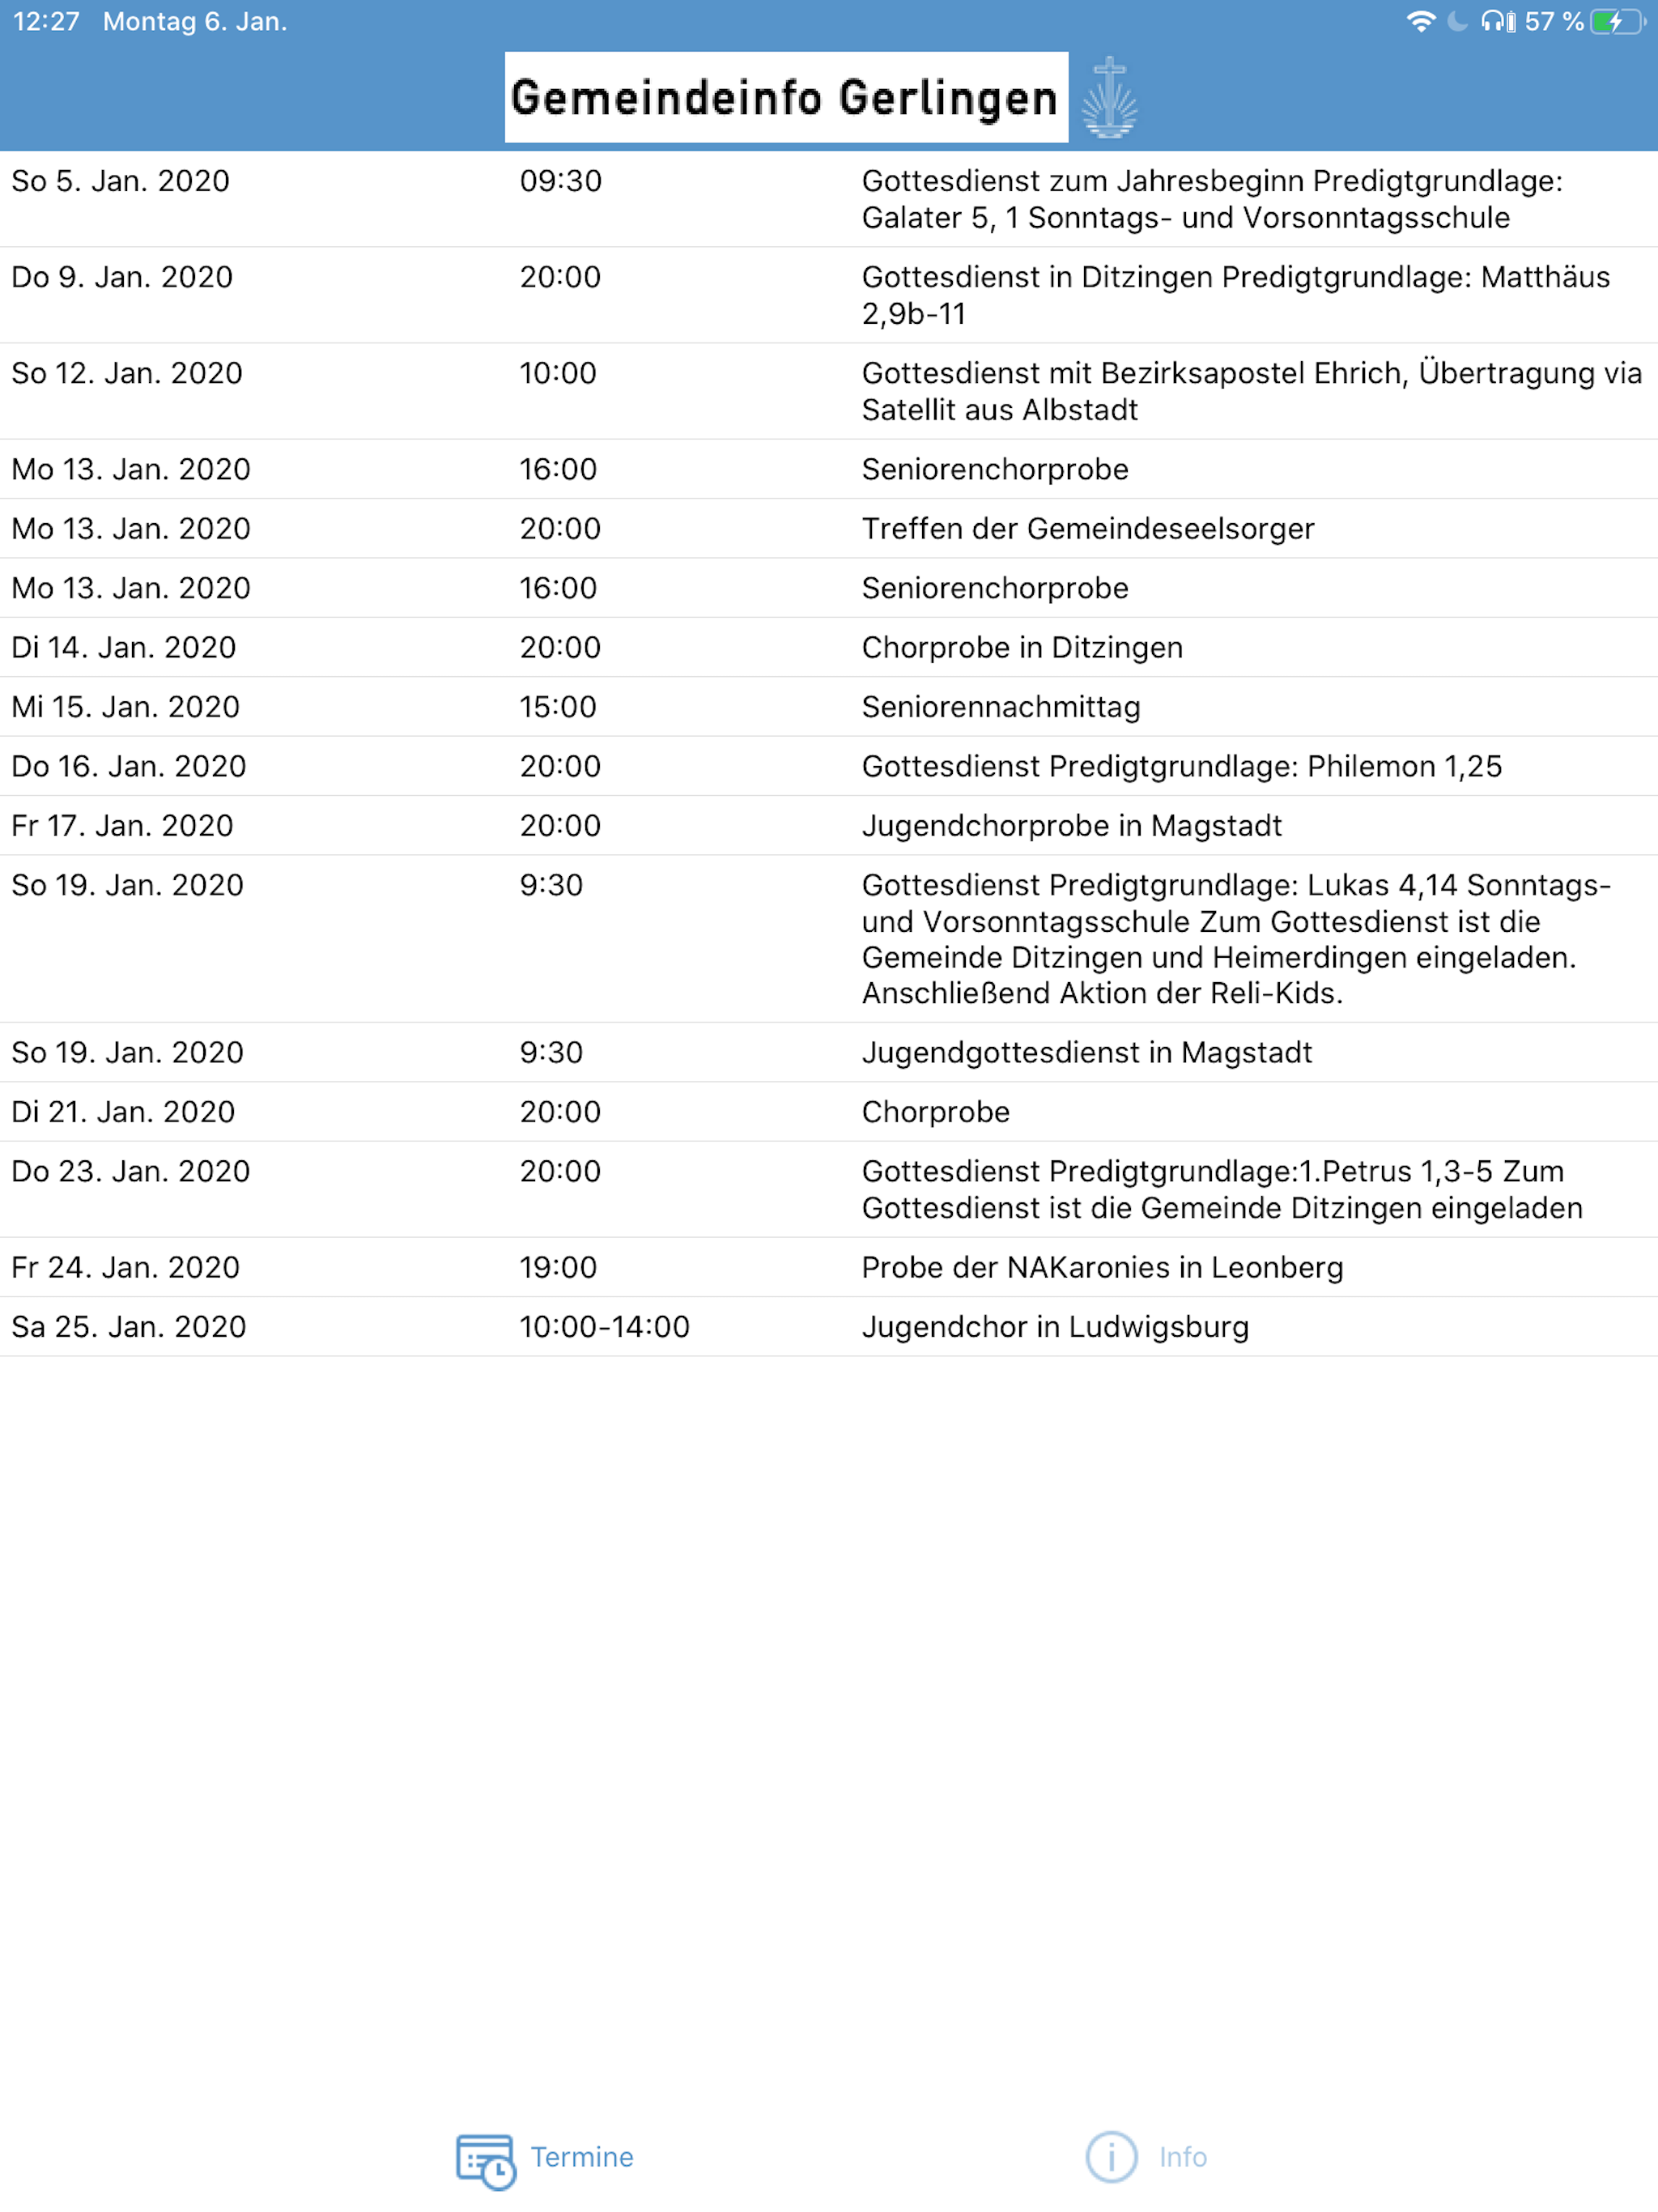 12:27 Montag 6. Jan. 57 %
Gemeindeinfo Gerlingen
So 5. Jan. 2020 09:30 Gottesdienst zum Jahresbeginn Predigtgrundlage:
Galater 5, 1 Sonntags- und Vorsonntagsschule
Do 9. Jan. 2020 20:00 Gottesdienst in Ditzingen Predigtgrundlage: Matthäus
2,9b-11
So 12. Jan. 2020 10:00 Gottesdienst mit Bezirksapostel Ehrich, Übertragung via
Satellit aus Albstadt
Mo 13. Jan. 2020 16:00 Seniorenchorprobe
Mo 13. Jan. 2020 20:00 Treffen der Gemeindeseelsorger
Mo 13. Jan. 2020 16:00 Seniorenchorprobe
Di 14. Jan. 2020 20:00 Chorprobe in Ditzingen
Mi 15. Jan. 2020 15:00 Seniorennachmittag
Do 16. Jan. 2020 20:00 Gottesdienst Predigtgrundlage: Philemon 1,25
Fr 17. Jan. 2020 20:00 Jugendchorprobe in Magstadt
So 19. Jan. 2020 9:30 Gottesdienst Predigtgrundlage: Lukas 4,14 Sonntags-
und Vorsonntagsschule Zum Gottesdienst ist die
Gemeinde Ditzingen und Heimerdingen eingeladen.
Anschließend Aktion der Reli-Kids.
So 19. Jan. 2020 9:30 Jugendgottesdienst in Magstadt
Di 21. Jan. 2020 20:00 Chorprobe
Do 23. Jan. 2020 20:00 Gottesdienst Predigtgrundlage:1.Petrus 1,3-5 Zum
Gottesdienst ist die Gemeinde Ditzingen eingeladen
Fr 24. Jan. 2020 19:00 Probe der NAKaronies in Leonberg
Sa 25. Jan. 2020 10:00-14:00 Jugendchor in Ludwigsburg
Termine Info